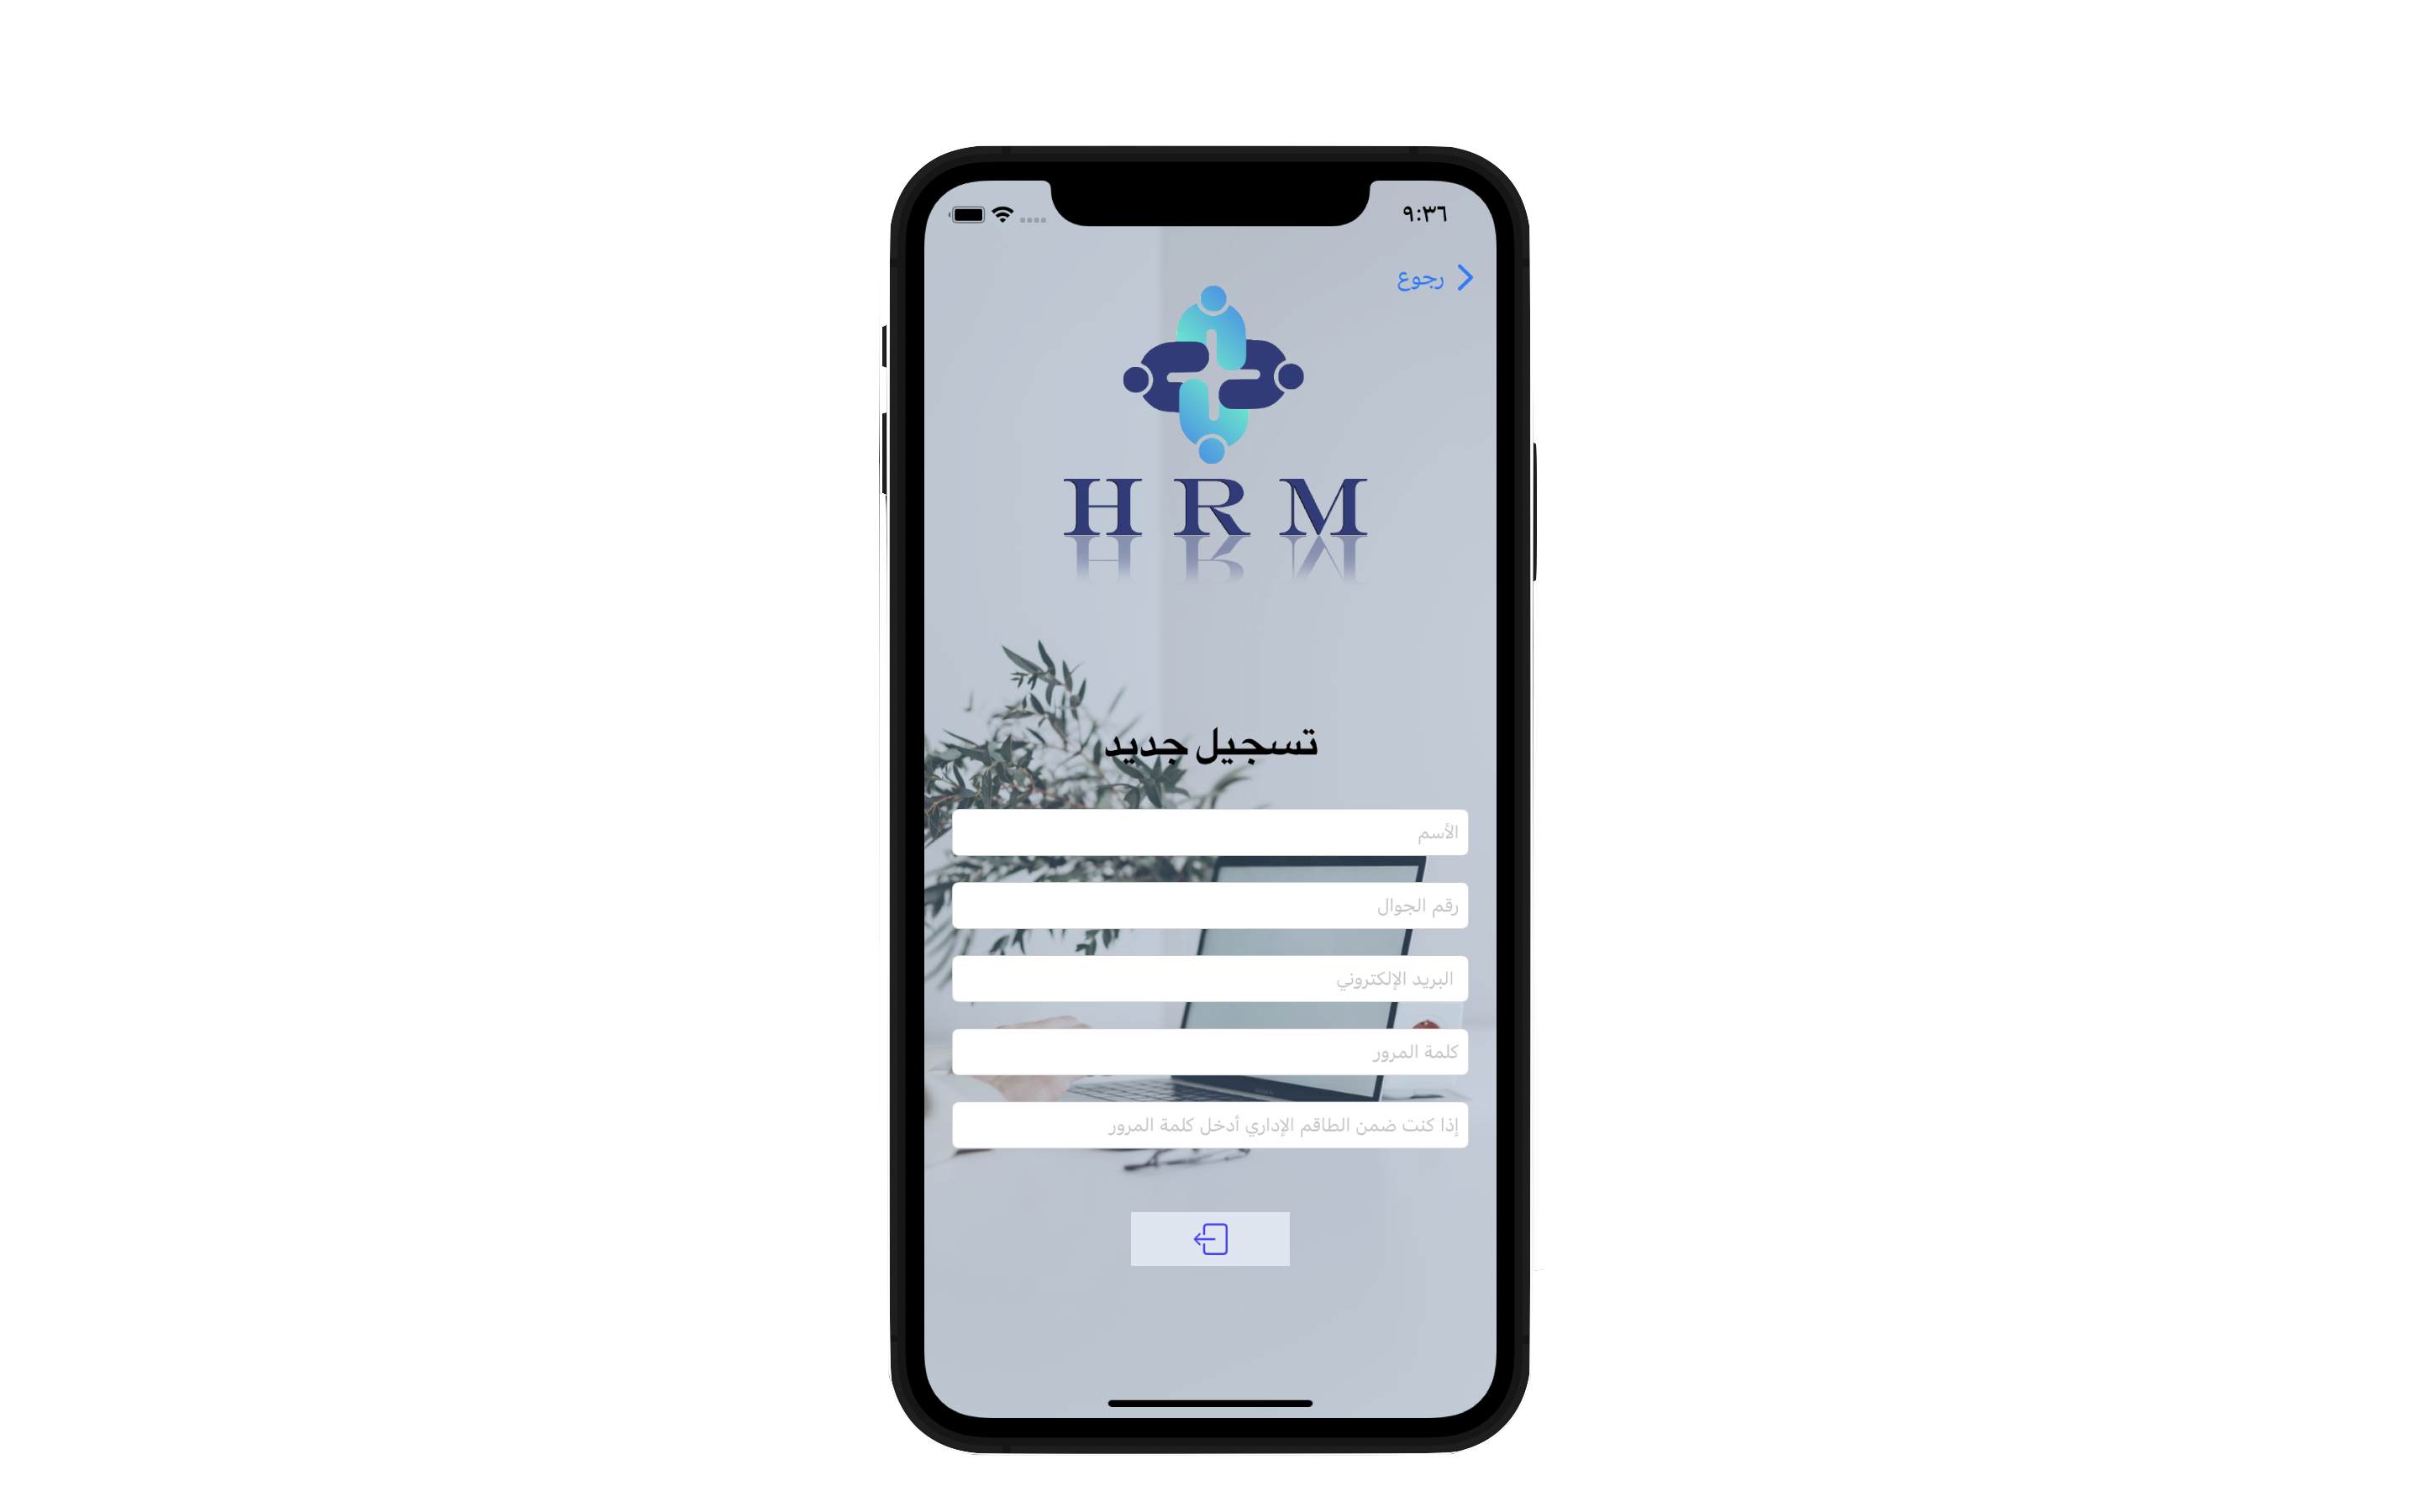 ٩:٣٦
رجوع
HRM
تسجيل جديد
الأسم
رقم الجوال
البريد الإلكتروني
كلمة المرور
إذا كنت ضمن الطاقم الإداري أدخل كلمة المرور